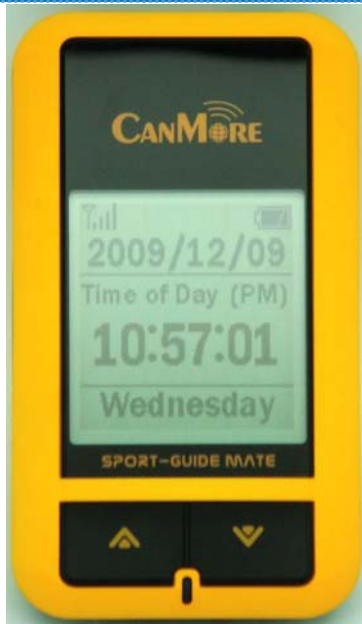 CANMORE
2009/12/09
Time of Day (PM)
10:57:01
Wednesday
SPORT-GUIDE MATE